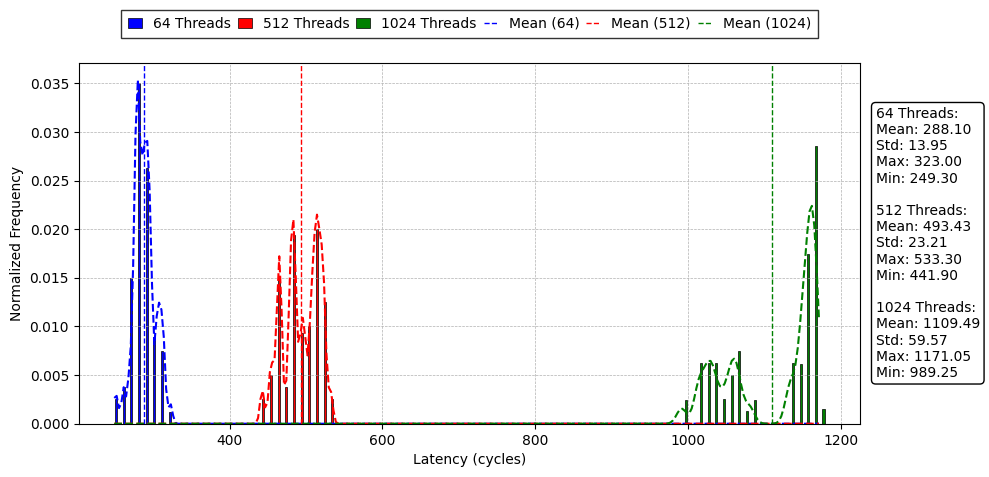 64 Threads 512 Threads 1024 Threads Mean (64) Mean (512) Mean (1024)
0.035
0.030
0.025
0.020
0.015
0.010
0.005
0.000
Normalized Frequency
400 600 800 1000 1200
Latency (cycles)
64 Threads:
Mean: 288.10
Std: 13.95
Max: 323.00
Min: 249.30
512 Threads:
Mean: 493.43
Std: 23.21
Max: 533.30
Min: 441.90
1024 Threads:
Mean: 1109.49
Std: 59.57
Max: 1171.05
Min: 989.25